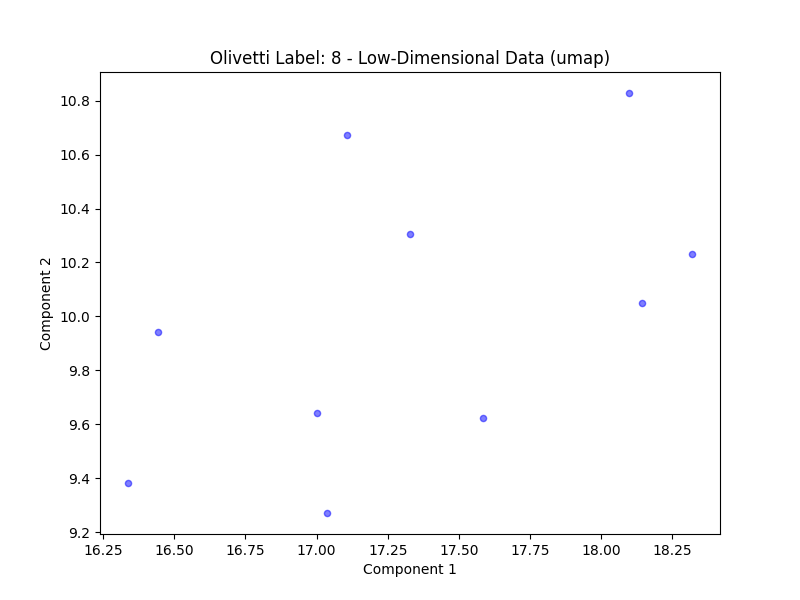 Olivetti Label: 8 - Low-Dimensional Data (umap)
10.8
10.6
10.4
10.2
10.0
9.8
9.6
9.4
9.2
Component 2
16.25 16.50 16.75 17.00 17.25 17.50 17.75 18.00 18.25
Component 1